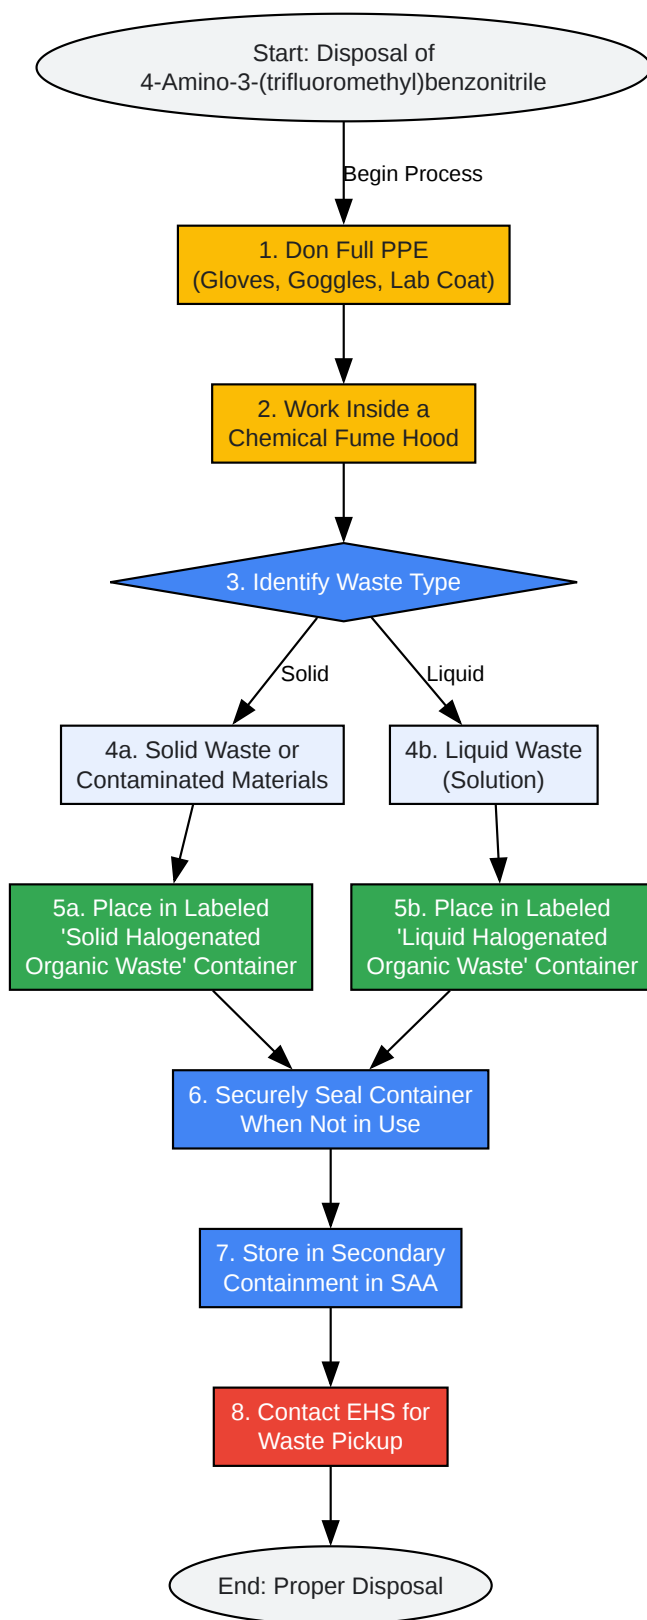 Start: Disposal of
4-Amino-3-(trifluoromethyl)benzonitrile
Begin Process
1. Don Full PPE
(Gloves, Goggles, Lab Coat)
2. Work Inside a
Chemical Fume Hood
3. Identify Waste Type
Solid
Liquid
4a. Solid Waste or
Contaminated Materials
4b. Liquid Waste
(Solution)
5a. Place in Labeled
'Solid Halogenated
Organic Waste' Container
5b. Place in Labeled
'Liquid Halogenated
Organic Waste' Container
6. Securely Seal Container
When Not in Use
7. Store in Secondary
Containment in SAA
8. Contact EHS for
Waste Pickup
End: Proper Disposal